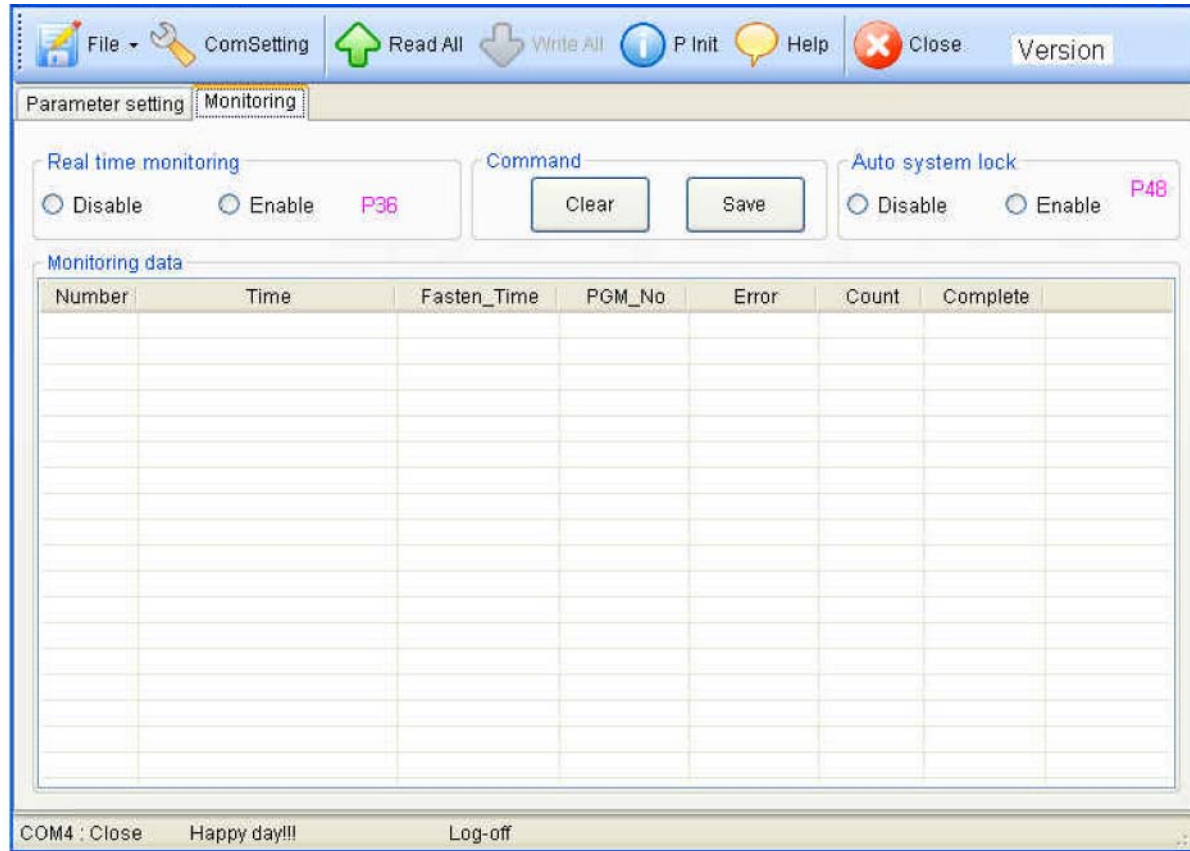 File ComSetting Read All Write All P Init Help Close Version
Parameter setting Monitoring
Real time monitoring Command Auto system lock
Disable Enable P36 Clear Save Disable Enable P48
Monitoring data
Number Time Fasten_Time PGM_No Error Count Complete
COM4 : Close Happy day!!! Log-off